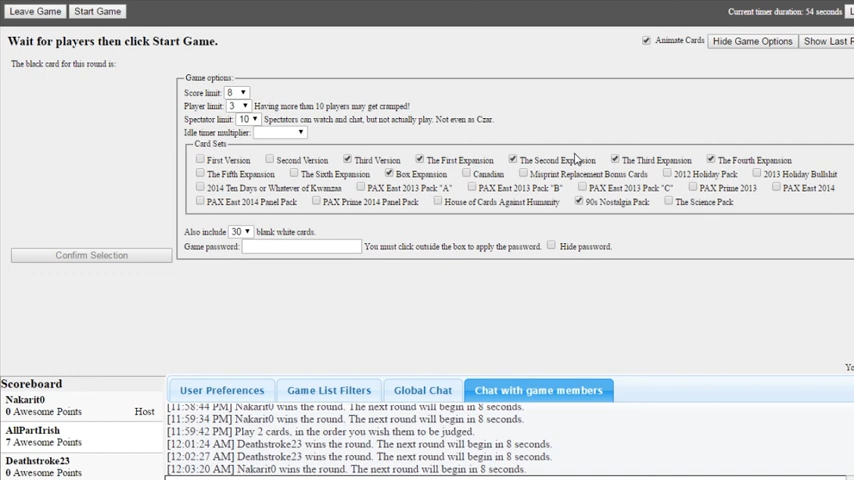 Leave Game Start Game Current timer duration: 54 seconds
Wait for players then click Start Game. Animate Cards Hide Game Options Show Last R
The black card for this round is:
Game options:
Score limit: 8
Player limit: 3 Having more than 10 players may get cramped!
Spectator limit: 10 Spectators can watch and chat, but not actually play. Not even as Czar.
Idle timer multiplier:
Card Sets
First Version Second Version Third Version The First Expansion The Second Expansion The Third Expansion The Fourth Expansion
The Fifth Expansion The Sixth Expansion Box Expansion Canadian Misprint Replacement Bonus Cards 2012 Holiday Pack 2013 Holiday Bullshit
2014 Ten Days or Whatever of Kwanzaa PAX East 2013 Pack "A" PAX East 2013 Pack "B" PAX East 2013 Pack "C" PAX Prime 2013 PAX East 2014
PAX East 2014 Panel Pack PAX Prime 2014 Panel Pack House of Cards Against Humanity 90s Nostalgia Pack The Science Pack
Also include 30 blank white cards.
Game password: You must click outside the box to apply the password. Hide password.
Confirm Selection
Yo
Scoreboard
Nakarit0
0 Awesome Points Host
AllPartIrish
7 Awesome Points
Deathstroke23
0 Awesome Points
User Preferences Game List Filters Global Chat Chat with game members
[11:58:44 PM] Nakarit0 wins the round. The next round will begin in 8 seconds.
[11:59:34 PM] Nakarit0 wins the round. The next round will begin in 8 seconds.
[11:59:42 PM] Play 2 cards, in the order you wish them to be judged.
[12:01:24 AM] Deathstroke23 wins the round. The next round will begin in 8 seconds.
[12:02:27 AM] Deathstroke23 wins the round. The next round will begin in 8 seconds.
[12:03:20 AM] Nakarit0 wins the round. The next round will begin in 8 seconds.